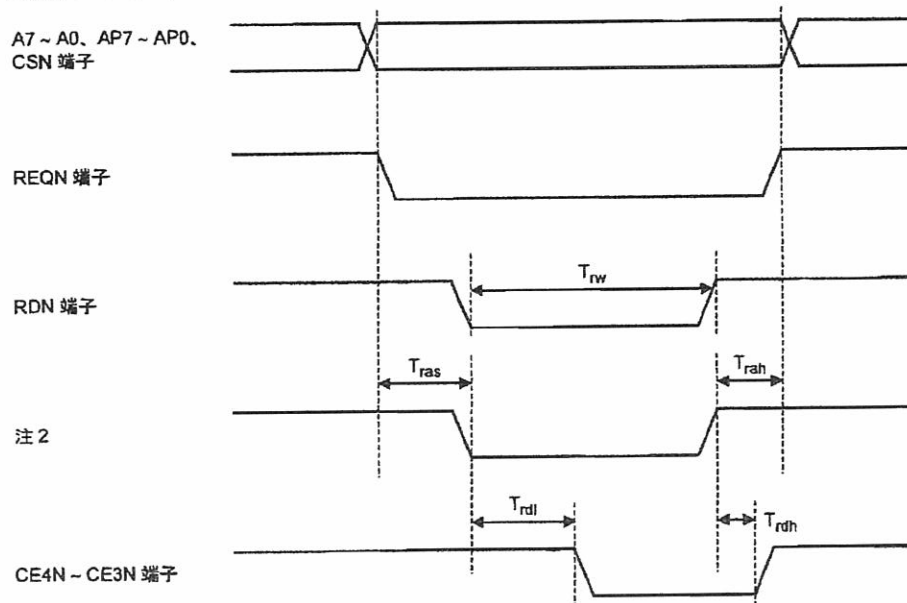 A7 ~ A0、AP7 ~ AP0、
CSN 端子
REQN 端子
RDN 端子
Trw
Tras
Trah
注 2
Trdl
Trdh
CE4N ~ CE3N 端子